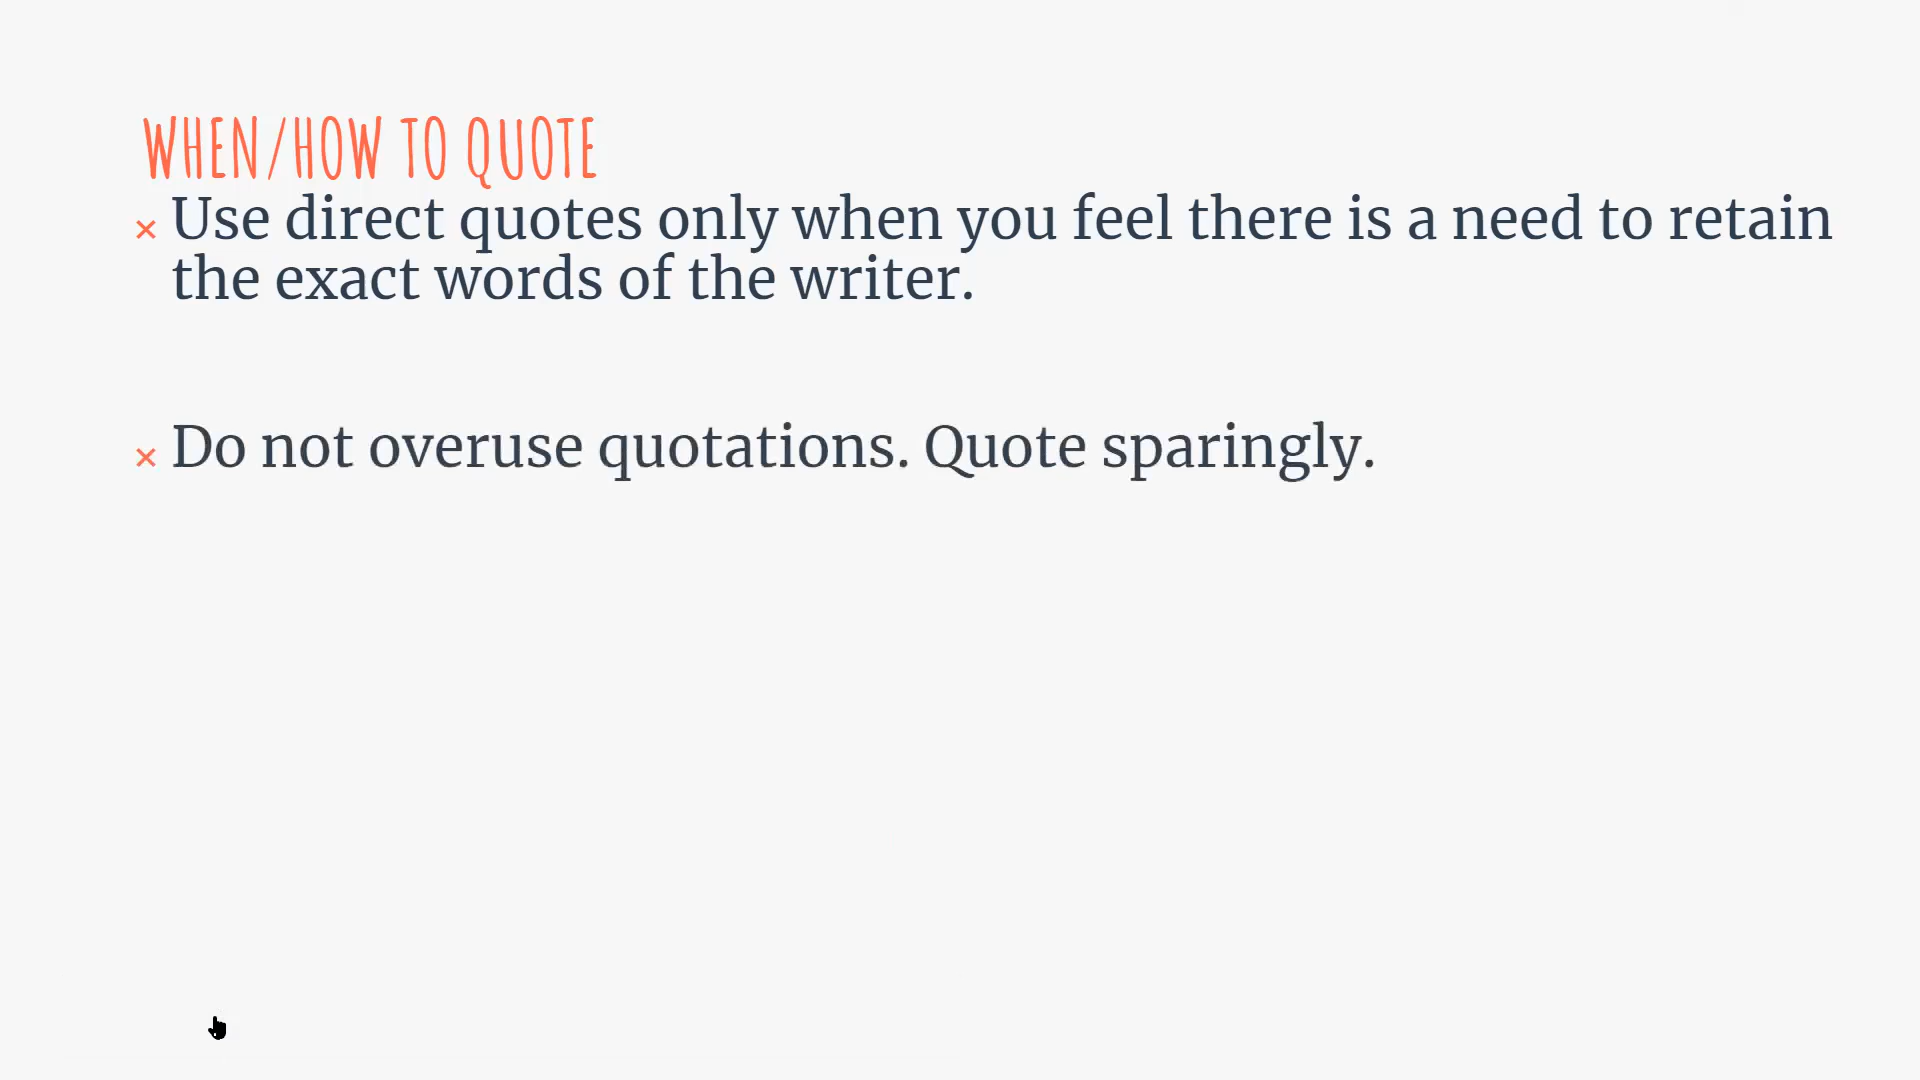 WHEN/HOW TO QUOTE
× Use direct quotes only when you feel there is a need to retain
the exact words of the writer.
× Do not overuse quotations. Quote sparingly.